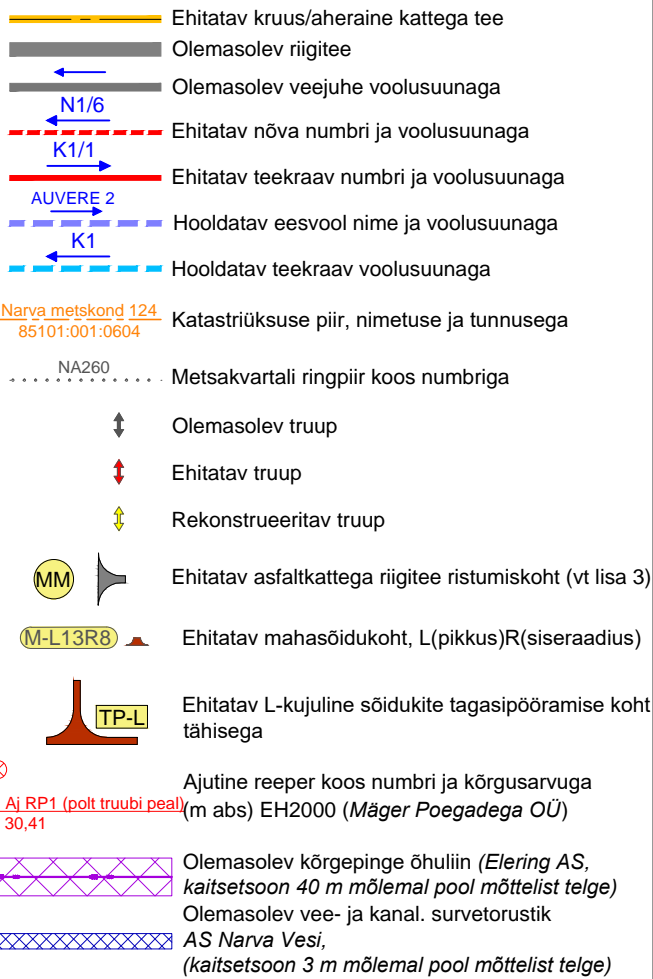 Ehitatav kruus/aheraine kattega tee
Olemasolev riigitee
Olemasolev veejuhe voolusuunaga
N1/6
Ehitatav nõva numbri ja voolusuunaga
K1/1
Ehitatav teekraav numbri ja voolusuunaga
AUVERE 2
Hooldatav eesvool nime ja voolusuunaga
K1
Hooldatav teekraav voolusuunaga
Narva metskond 124
85101:001:0604
Katastriüksuse piir, nimetuse ja tunnusega
NA260
Metsakvartali ringpiir koos numbriga
Olemasolev truup
Ehitatav truup
Rekonstrueeritav truup
MM
Ehitatav asfaltkattega riigitee ristumiskoht (vt lisa 3)
M-L13R8
Ehitatav mahasõidukoht, L(pikkus)R(siseraadius)
TP-L
Ehitatav L-kujuline sõidukite tagasipööramise koht
tähisega
Aj RP1 (polt truubi peal)
30,41
Ajutine reeper koos numbri ja kõrgusarvuga
(m abs) EH2000 (Mäger Poegadega OÜ)
Olemasolev kõrgepinge õhuliin (Elering AS,
kaitsetsoon 40 m mõlemal pool mõttelist telge)
Olemasolev vee- ja kanal. survetorustik
AS Narva Vesi,
(kaitsetsoon 3 m mõlemal pool mõttelist telge)